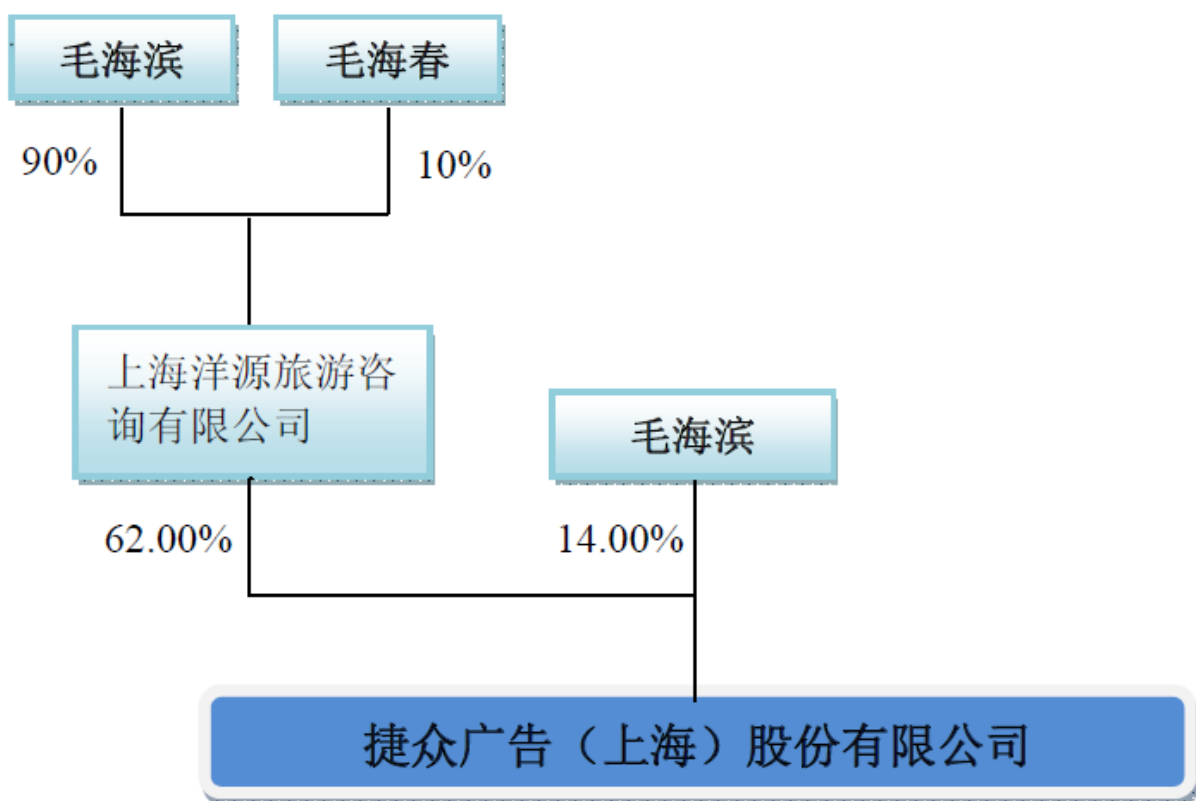 毛海滨
毛海春
90%
10%
上海洋源旅游咨
询有限公司
毛海滨
62.00%
14.00%
捷众广告（上海）股份有限公司